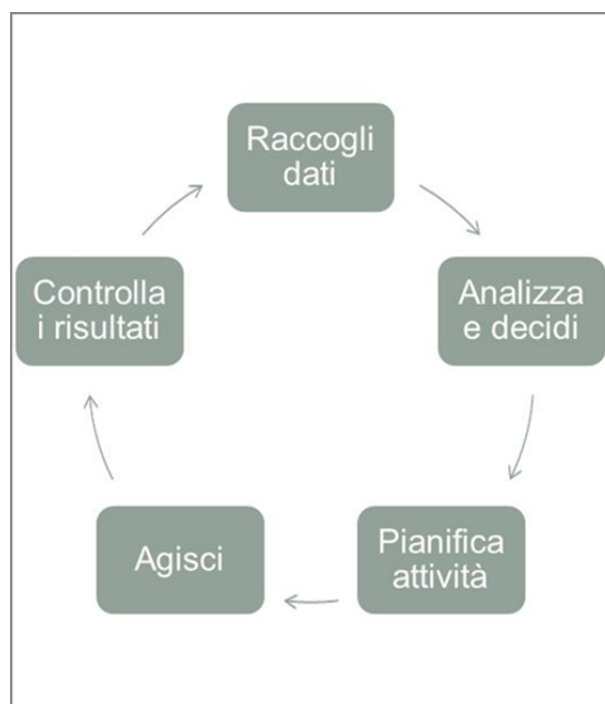 Raccogli
dati
Analizza
e decidi
Pianifica
attività
Agisci
Controlla
i risultati